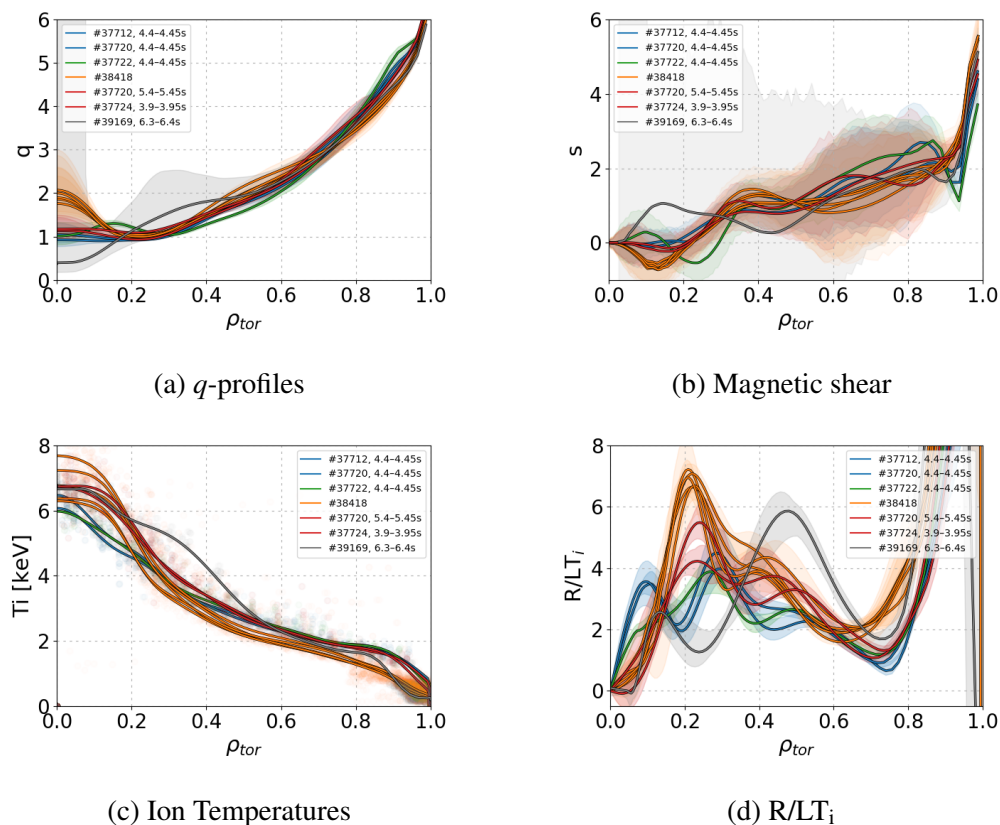 6
5
4
3
2
1
0
q
0.0 0.2 0.4 0.6 0.8 1.0
ρtor
#37712, 4.4–4.45s
#37720, 4.4–4.45s
#37722, 4.4–4.45s
#38418
#37720, 5.4–5.45s
#37724, 3.9–3.95s
#39169, 6.3–6.4s
(a) q-profiles
6
4
2
0
s
0.0 0.2 0.4 0.6 0.8 1.0
ρtor
#37712, 4.4–4.45s
#37720, 4.4–4.45s
#37722, 4.4–4.45s
#38418
#37720, 5.4–5.45s
#37724, 3.9–3.95s
#39169, 6.3–6.4s
(b) Magnetic shear
8
6
4
2
0
Ti [keV]
0.0 0.2 0.4 0.6 0.8 1.0
ρtor
#37712, 4.4–4.45s
#37720, 4.4–4.45s
#37722, 4.4–4.45s
#38418
#37720, 5.4–5.45s
#37724, 3.9–3.95s
#39169, 6.3–6.4s
(c) Ion Temperatures
8
6
4
2
0
R/LTi
0.0 0.2 0.4 0.6 0.8 1.0
ρtor
#37712, 4.4–4.45s
#37720, 4.4–4.45s
#37722, 4.4–4.45s
#38418
#37720, 5.4–5.45s
#37724, 3.9–3.95s
#39169, 6.3–6.4s
(d) R/LTi